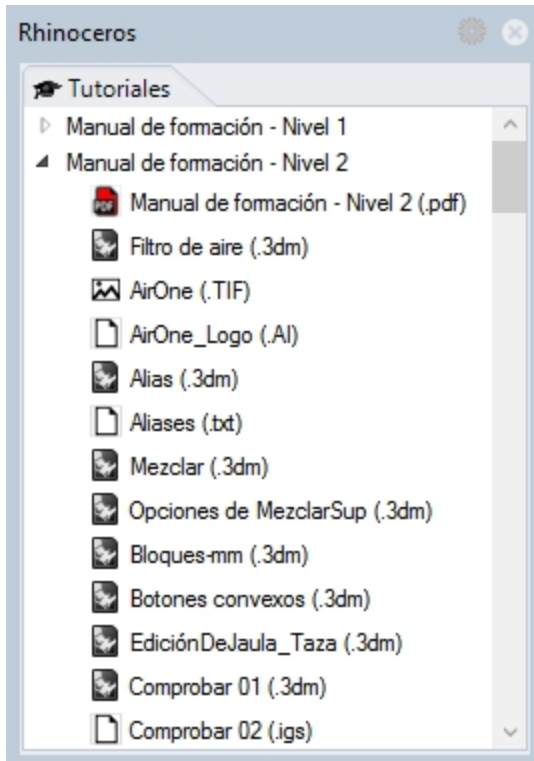 Rhinoceros
Tutoriales
Manual de formación - Nivel 1
Manual de formación - Nivel 2
Manual de formación - Nivel 2 (.pdf)
Filtro de aire (.3dm)
AirOne (.TIF)
AirOne_Logo (.AI)
Alias (.3dm)
Aliases (.txt)
Mezclar (.3dm)
Opciones de MezclarSup (.3dm)
Bloques-mm (.3dm)
Botones convexos (.3dm)
EdiciónDeJaula_Taza (.3dm)
Comprobar 01 (.3dm)
Comprobar 02 (.igs)